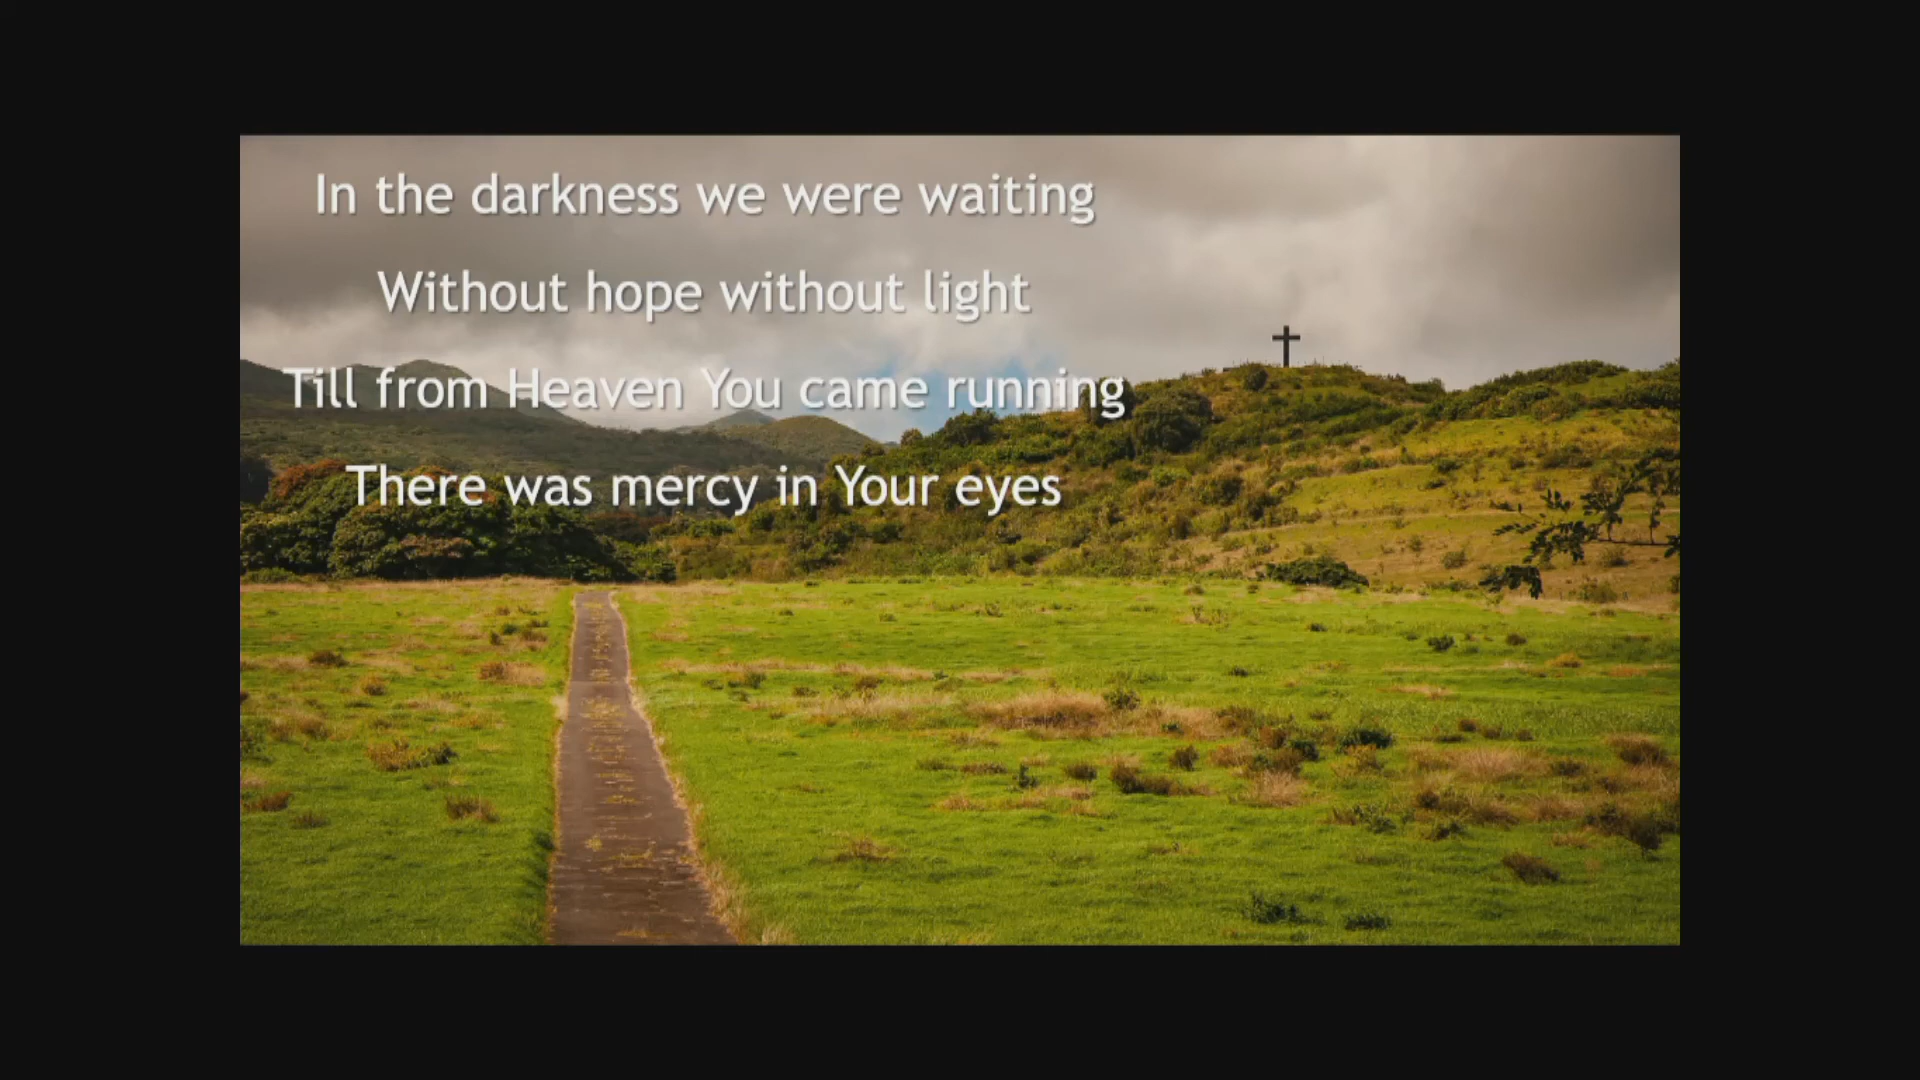 In the darkness we were waiting
Without hope without light
Till from Heaven You came running
There was mercy in Your eyes